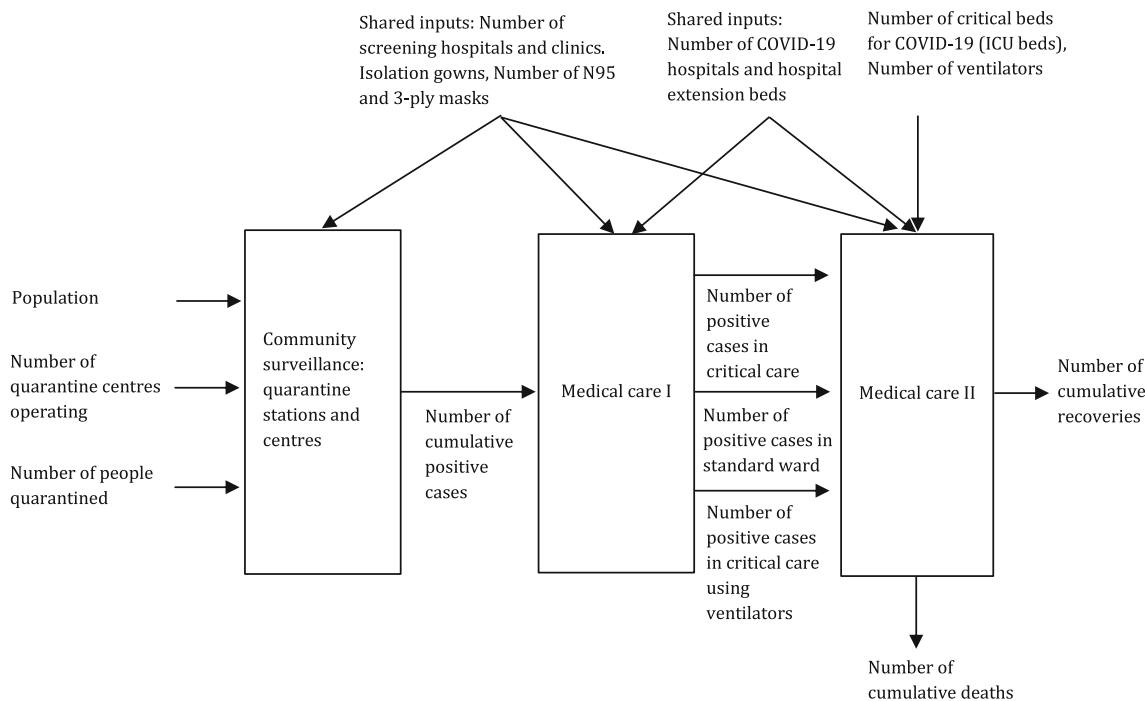 Shared inputs: Number of
screening hospitals and clinics.
Isolation gowns, Number of N95
and 3-ply masks
Shared inputs:
Number of COVID-19
hospitals and hospital
extension beds
Number of critical beds
for COVID-19 (ICU beds),
Number of ventilators
Population
Number of
quarantine centres
operating
Number of people
quarantined
Community
surveillance:
quarantine
stations and
centres
Number of
cumulative
positive
cases
Medical care I
Number of
positive
cases in
critical care
Number of
positive cases in
standard ward
Number of
positive cases
in critical care
using
ventilators
Medical care II
Number of
cumulative
recoveries
Number of
cumulative deaths